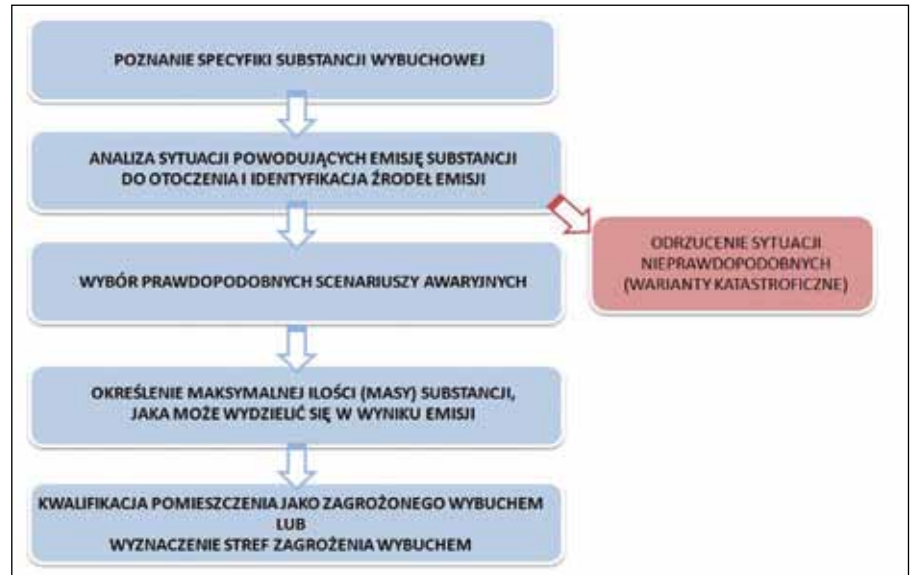 POZNANIE SPECYFIKI SUBSTANCJI WYBUCHOWEJ
ANALIZA SYTUACJI POWODUJĄCYCH EMISJĘ SUBSTANCJI
DO OTOCZENIA I IDENTYFIKACJA ŹRODEŁ EMISJI
ODRZUCENIE SYTUACJI
NIEPRAWDOPODOBNYCH
(WARIANTY KATASTROFICZNE)
WYBÓR PRAWDOPODOBNYCH SCENARIUSZY AWARYJNYCH
OKREŚLENIE MAKSYMALNEJ ILOŚCI (MASY) SUBSTANCJI,
JAKA MOŻE WYDZIELIĆ SIĘ W WYNIKU EMISJI
KWALIFIKACJA POMIESZCZENIA JAKO ZAGROŻONEGO WYBUCHEM
LUB
WYZNACZENIE STREF ZAGROŻENIA WYBUCHEM